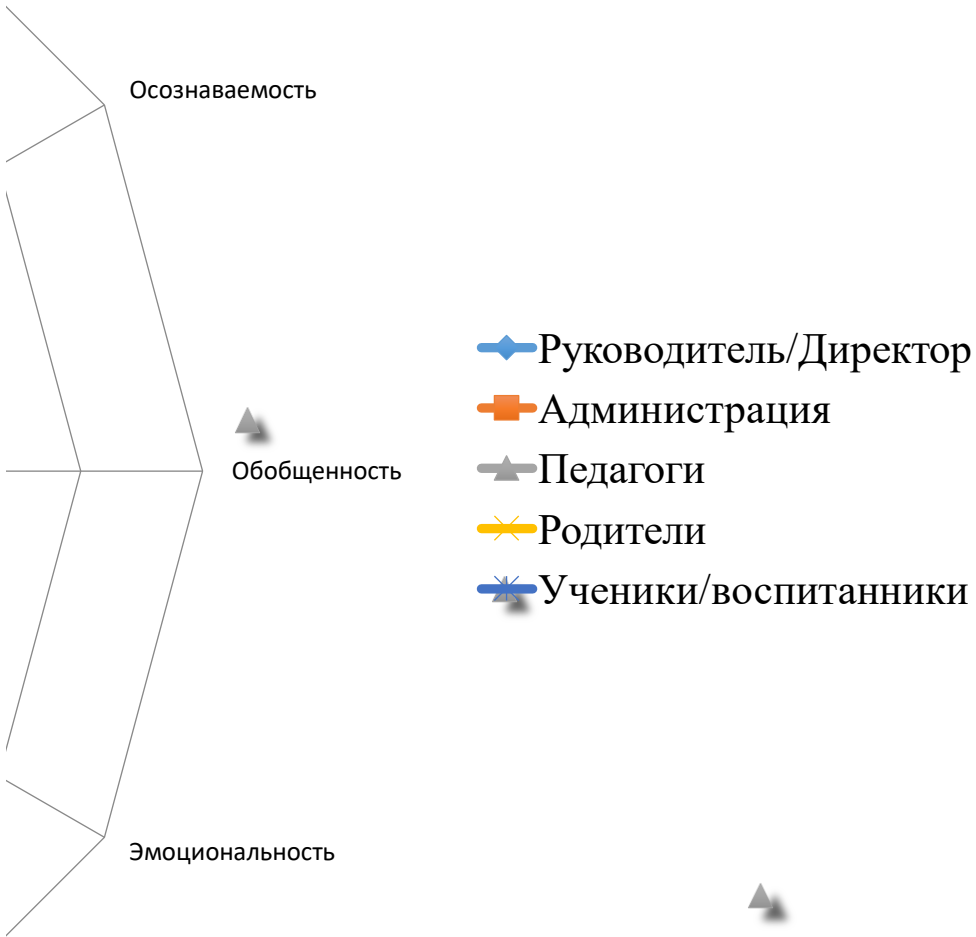 Осознаваемость
Обобщенность
Эмоциональность
Руководитель/Директор
Администрация
Педагоги
Родители
Ученики/воспитанники